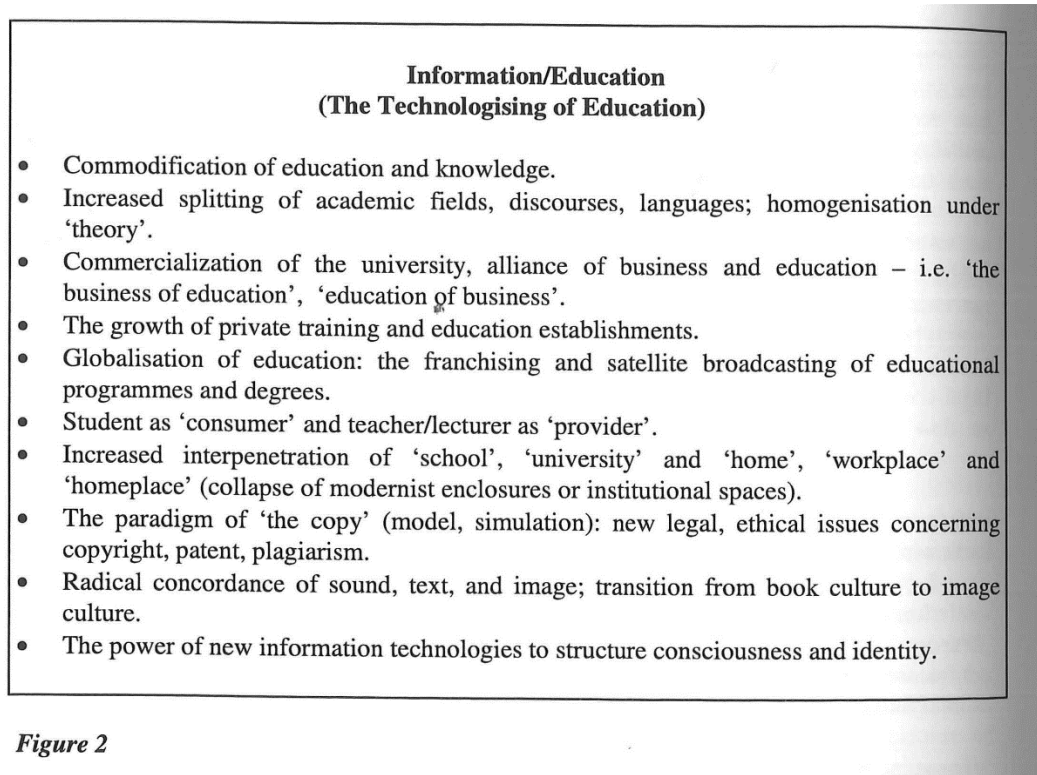 Information/Education
(The Technologising of Education)
• Commodification of education and knowledge.
• Increased splitting of academic fields, discourses, languages; homogenisation under
‘theory’.
• Commercialization of the university, alliance of business and education – i.e. ‘the
business of education’, ‘education of business’.
• The growth of private training and education establishments.
• Globalisation of education: the franchising and satellite broadcasting of educational
programmes and degrees.
• Student as ‘consumer’ and teacher/lecturer as ‘provider’.
• Increased interpenetration of ‘school’, ‘university’ and ‘home’, ‘workplace’ and
‘homeplace’ (collapse of modernist enclosures or institutional spaces).
• The paradigm of ‘the copy’ (model, simulation): new legal, ethical issues concerning
copyright, patent, plagiarism.
• Radical concordance of sound, text, and image; transition from book culture to image
culture.
• The power of new information technologies to structure consciousness and identity.
Figure 2